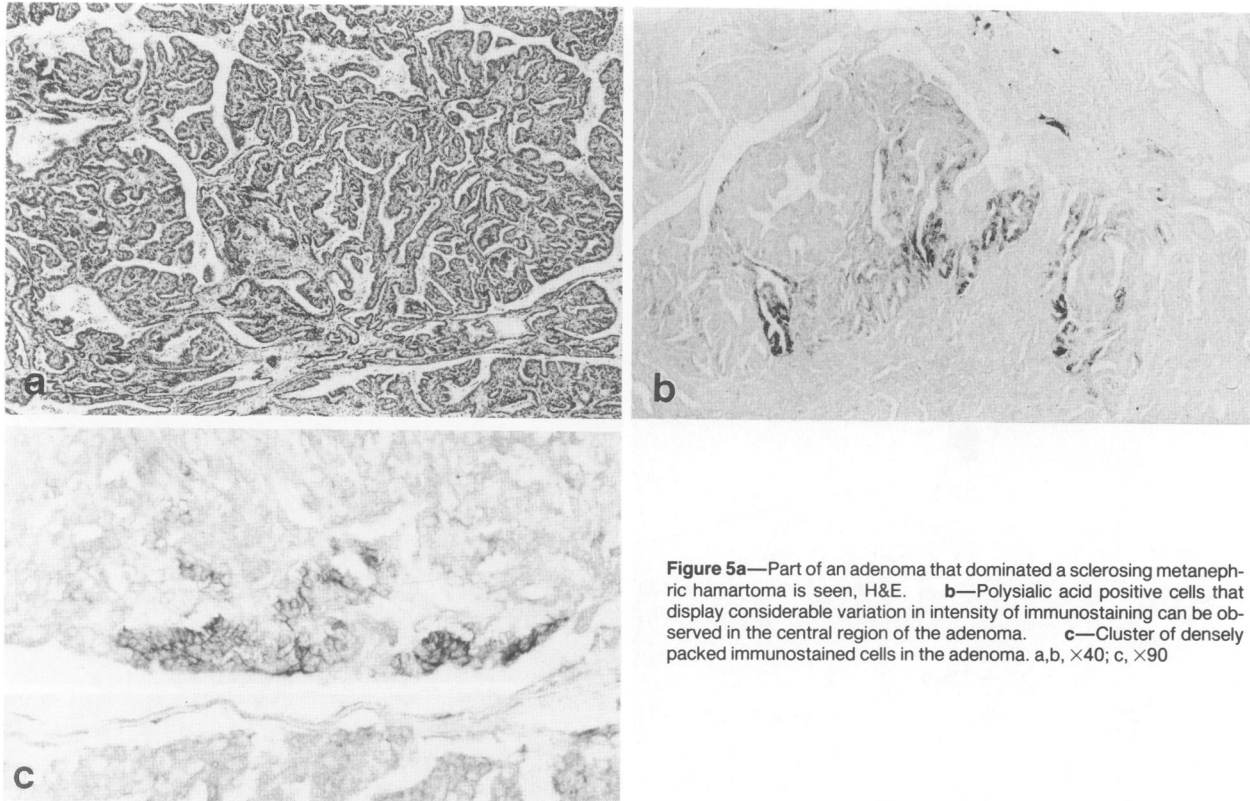 a
b
c
Figure 5a—Part of an adenoma that dominated a sclerosing metaneph-
ric hamartoma is seen, H&E. b—Polysialic acid positive cells that
display considerable variation in intensity of immunostaining can be ob-
served in the central region of the adenoma. c—Cluster of densely
packed immunostained cells in the adenoma. a,b, ×40; c, ×90